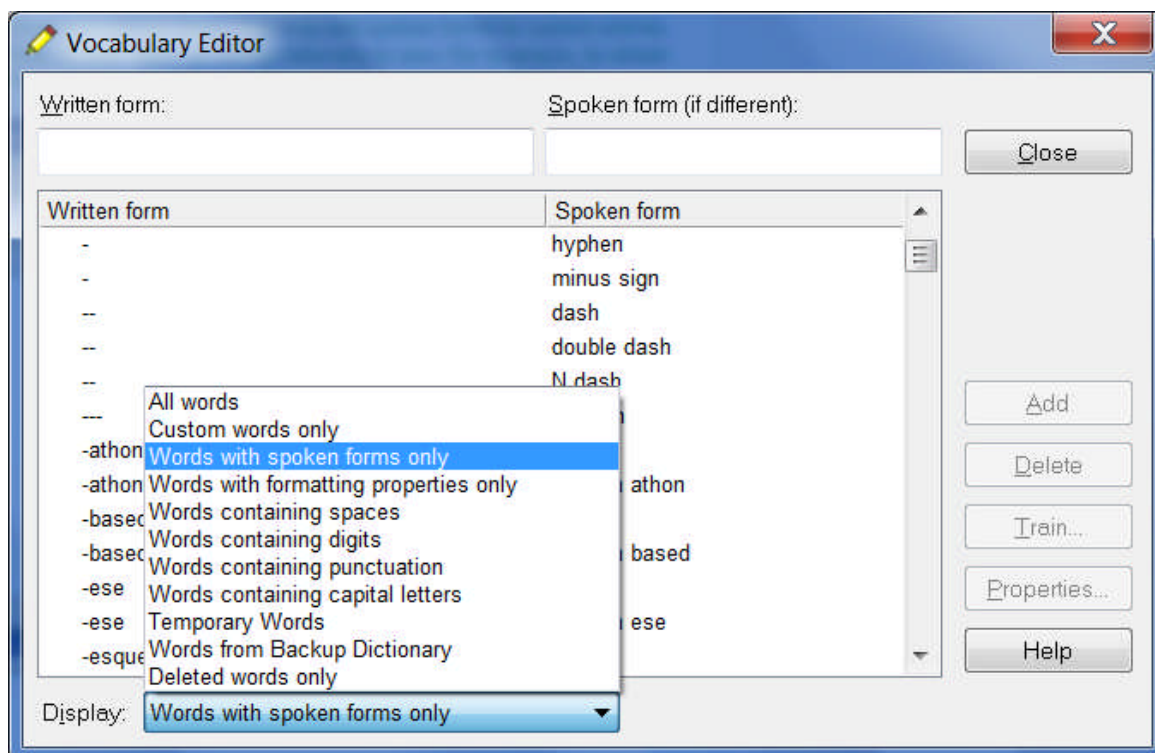 Vocabulary Editor
Written form: Spoken form (if different):
Close
Written form Spoken form
- hyphen
- minus sign
-- dash
-- double dash
-- N dash
---
-athon
-athon athon
-based
-based based
-ese
-ese ese
-esque
All words
Custom words only
Words with spoken forms only
Words with formatting properties only
Words containing spaces
Words containing digits
Words containing punctuation
Words containing capital letters
Temporary Words
Words from Backup Dictionary
Deleted words only
Display: Words with spoken forms only
Add
Delete
Train...
Properties...
Help